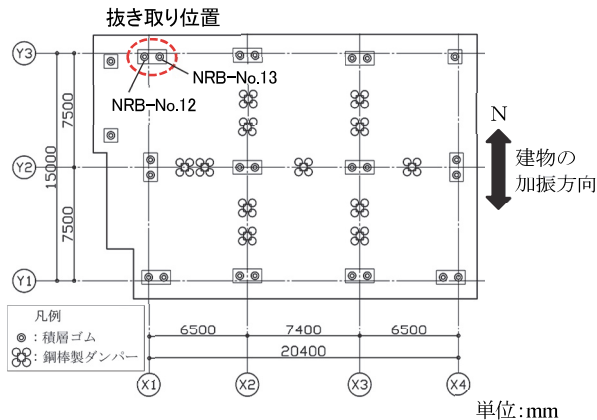 抜き取り位置
Y3
NRB-No.13
NRB-No.12
7500
N
Y2
15000
建物の
加振方向
7500
Y1
凡例
：積層ゴム
：鋼棒製ダンパー
6500 7400 6500
20400
X1 X2 X3 X4
単位:mm